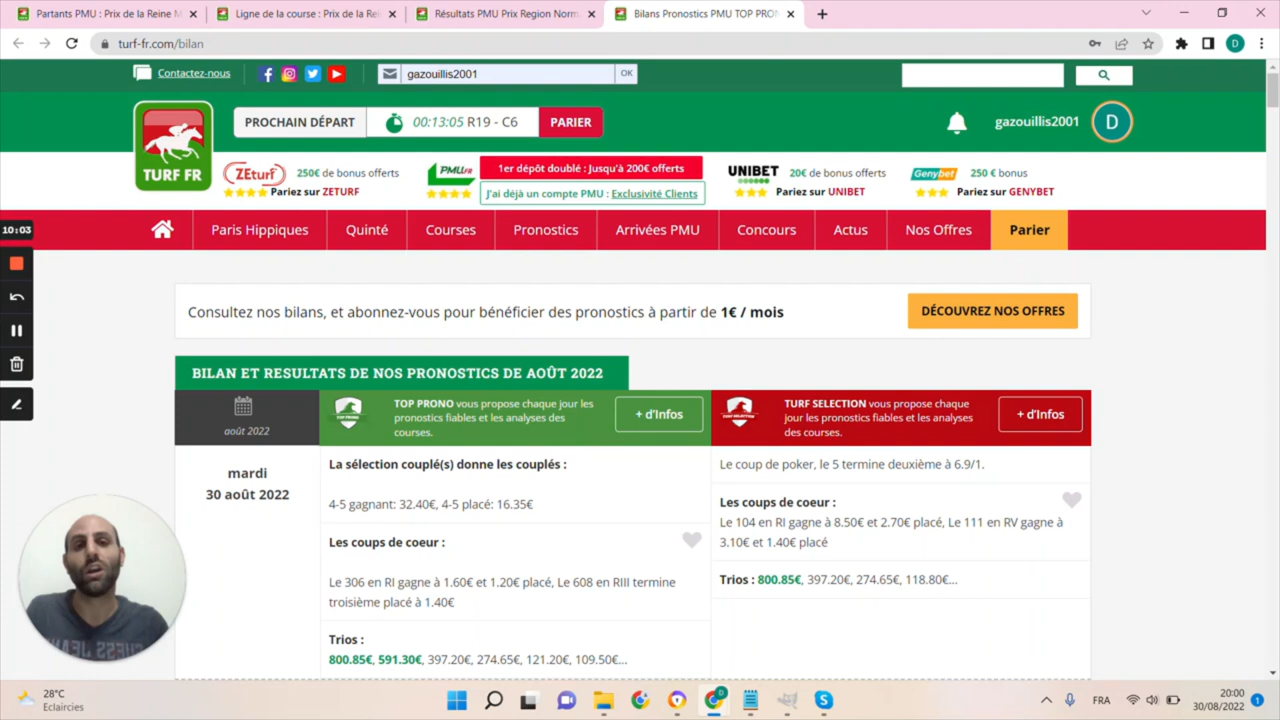 Partants PMU : Prix de la Reine M
Ligne de la course : Prix de la Rei
Résultats PMU Prix Region Norm
Bilans Pronostics PMU TOP PRO
turf-fr.com/bilan
Contactez-nous
gazouillis2001
OK
TURF FR
PROCHAIN DÉPART
00:13:05 R19 - C6
PARIER
gazouillis2001
D
ZEturf
250€ de bonus offerts
Pariez sur ZETURF
PMU.FR
1er dépôt doublé : Jusqu'à 200€ offerts
J'ai déjà un compte PMU : Exclusivité Clients
UNIBET
20€ de bonus offerts
Pariez sur UNIBET
Genybet
250 € bonus
Pariez sur GENYBET
10:03
Paris Hippiques
Quinté
Courses
Pronostics
Arrivées PMU
Concours
Actus
Nos Offres
Parier
Consultez nos bilans, et abonnez-vous pour bénéficier des pronostics à partir de 1€ / mois
DÉCOUVREZ NOS OFFRES
BILAN ET RESULTATS DE NOS PRONOSTICS DE AOÛT 2022
août 2022
TOP PRONO
TOP PRONO vous propose chaque jour les
pronostics fiables et les analyses des
courses.
+ d'Infos
TURF SELECTION
TURF SELECTION vous propose chaque
jour les pronostics fiables et les analyses
des courses.
+ d'Infos
mardi
30 août 2022
La sélection couplé(s) donne les couplés :
4-5 gagnant: 32.40€, 4-5 placé: 16.35€
Les coups de coeur :
Le 306 en RI gagne à 1.60€ et 1.20€ placé, Le 608 en RIII termine
troisième placé à 1.40€
Trios :
800.85€, 591.30€, 397.20€, 274.65€, 121.20€, 109.50€...
Le coup de poker, le 5 termine deuxième à 6.9/1.
Les coups de coeur :
Le 104 en RI gagne à 8.50€ et 2.70€ placé, Le 111 en RV gagne à
3.10€ et 1.40€ placé
Trios : 800.85€, 397.20€, 274.65€, 118.80€...
28°C
Eclaircies
FRA
20:00
30/08/2022
1